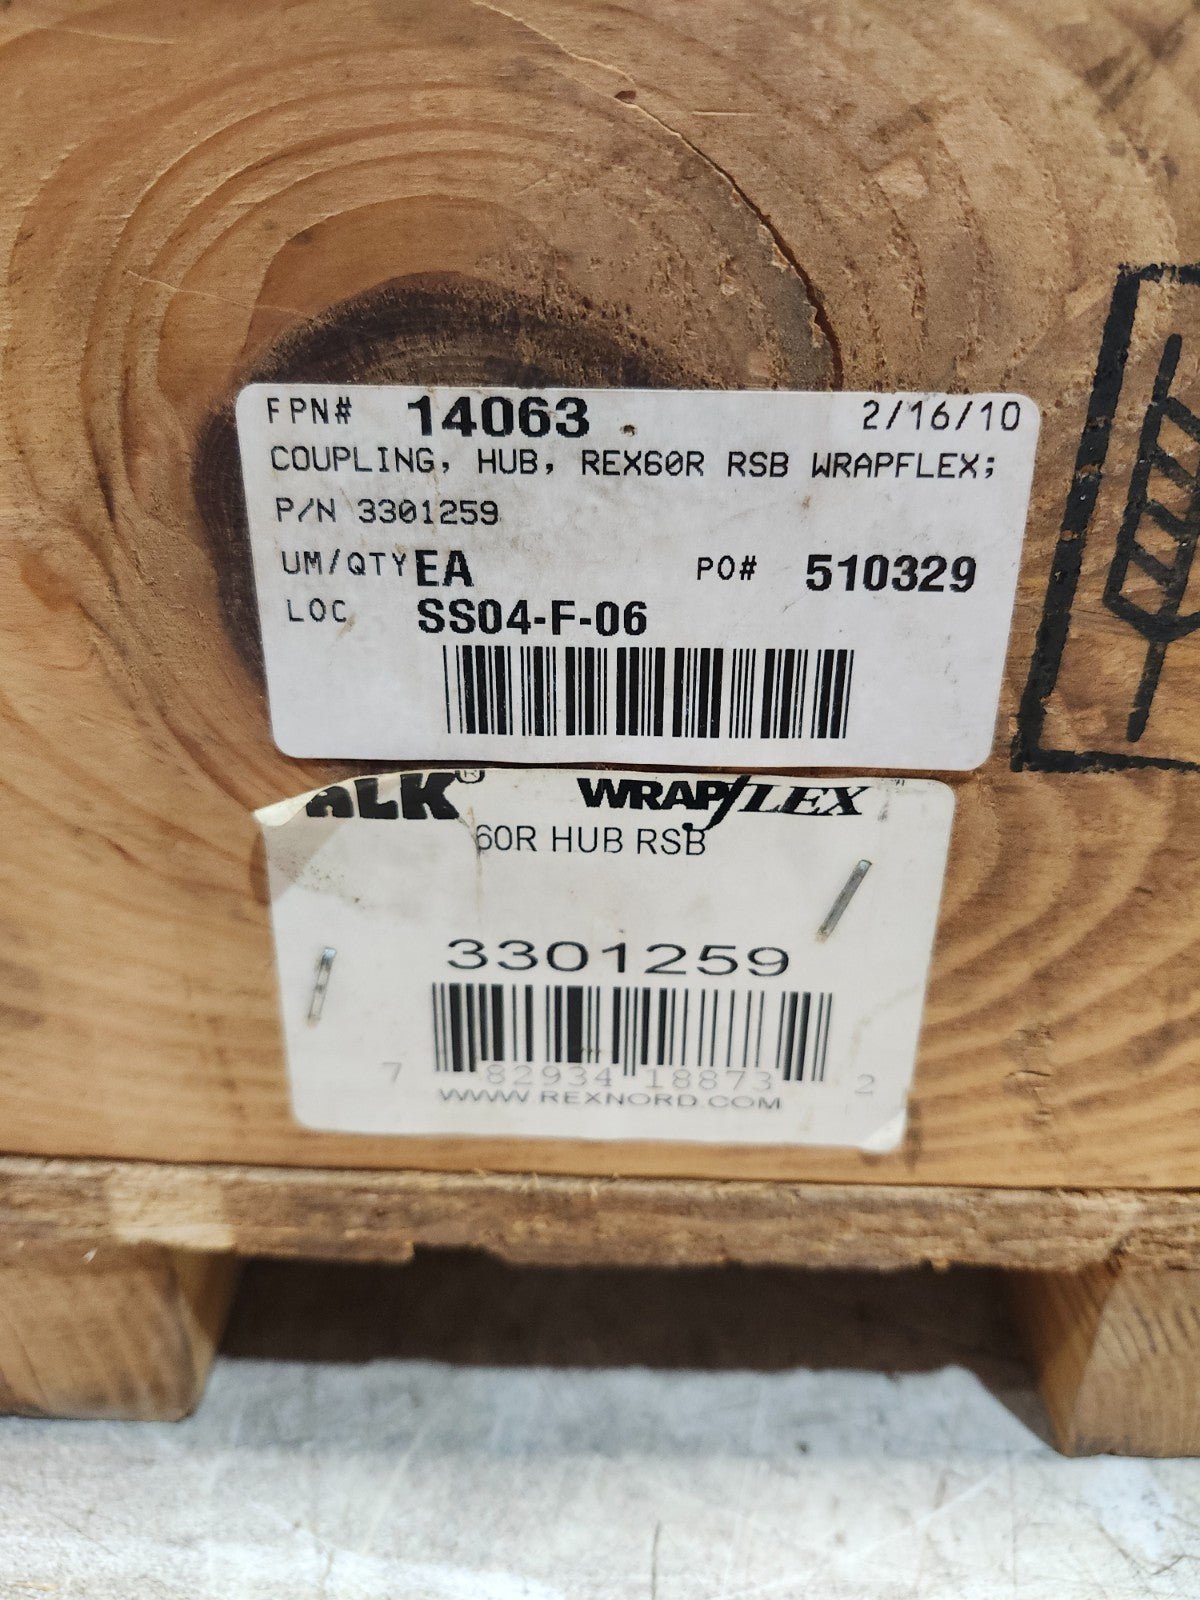 FPN# 14063 2/16/10
COUPLING, HUB, REX60R RSB WRAPFLEX;
P/N 3301259
UM/QTY EA PO# 510329
LOC SS04-F-06
ALK® WRAPFLEX™
60R HUB RSB
3301259
7 82934 18873 2
WWW.REXNORD.COM